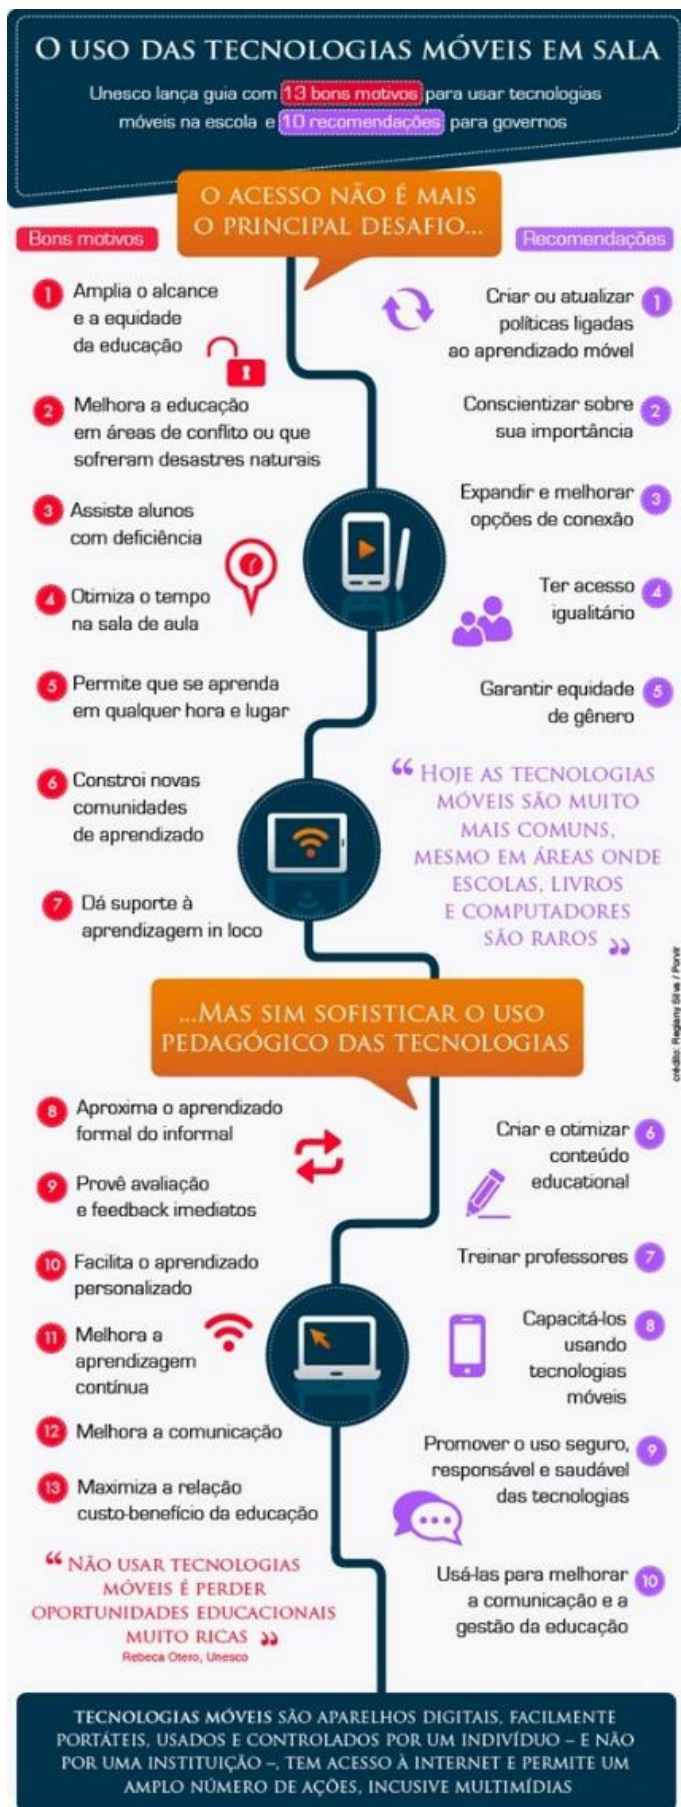 O USO DAS TECNOLOGIAS MÓVEIS EM SALA
Unesco lança guia com 13 bons motivos para usar tecnologias
móveis na escola e 10 recomendações para governos
O ACESSO NÃO É MAIS
O PRINCIPAL DESAFIO...
Bons motivos
1 Amplia o alcance
e a equidade
da educação
2 Melhora a educação
em áreas de conflito ou que
sofreram desastres naturais
3 Assiste alunos
com deficiência
4 Otimiza o tempo
na sala de aula
5 Permite que se aprenda
em qualquer hora e lugar
6 Constroi novas
comunidades
de aprendizado
7 Dá suporte à
aprendizagem in loco
Recomendações
Criar ou atualizar 1
políticas ligadas
ao aprendizado móvel
Conscientizar sobre 2
sua importância
Expandir e melhorar 3
opções de conexão
Ter acesso 4
igualitário
Garantir equidade 5
de gênero
“ HOJE AS TECNOLOGIAS
MÓVEIS SÃO MUITO
MAIS COMUNS,
MESMO EM ÁREAS ONDE
ESCOLAS, LIVROS
E COMPUTADORES
SÃO RAROS ”
crédito: Regiany Silva / Porvir
...MAS SIM SOFISTICAR O USO
PEDAGÓGICO DAS TECNOLOGIAS
8 Aproxima o aprendizado
formal do informal
9 Provê avaliação
e feedback imediatos
10 Facilita o aprendizado
personalizado
11 Melhora a
aprendizagem
contínua
12 Melhora a comunicação
13 Maximiza a relação
custo-benefício da educação
“ NÃO USAR TECNOLOGIAS
MÓVEIS É PERDER
OPORTUNIDADES EDUCACIONAIS
MUITO RICAS ”
Rebeca Otero, Unesco
Criar e otimizar 6
conteúdo
educational
Treinar professores 7
Capacitá-los 8
usando
tecnologias
móveis
Promover o uso seguro, 9
responsável e saudável
das tecnologias
Usá-las para melhorar 10
a comunicação e a
gestão da educação
TECNOLOGIAS MÓVEIS SÃO APARELHOS DIGITAIS, FACILMENTE
PORTÁTEIS, USADOS E CONTROLADOS POR UM INDIVÍDUO – E NÃO
POR UMA INSTITUIÇÃO –, TEM ACESSO À INTERNET E PERMITE UM
AMPLO NÚMERO DE AÇÕES, INCUSIVE MULTIMÍDIAS